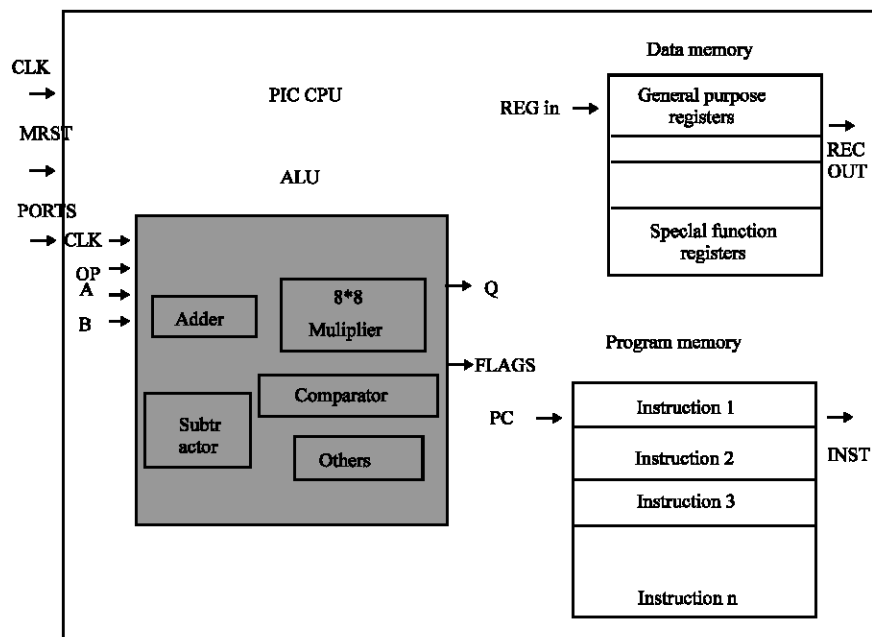 CLK
MRST
PORTS
PIC CPU
ALU
CLK
OP
A
B
Adder
8*8
Muliplier
Comparator
Subtr
actor
Others
Q
FLAGS
Data memory
REG in
General purpose
registers
REC
OUT
Special function
registers
Program memory
PC
Instruction 1
Instruction 2
Instruction 3
Instruction n
INST